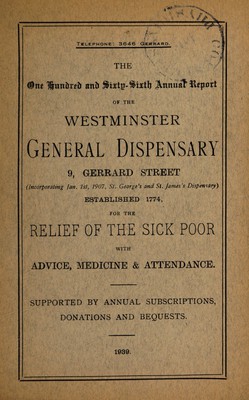 TELEPHONE: 3646 GERRARD.
THE
One Hundred and Sixty-Sixth Annual Report
OF THE
WESTMINSTER
GENERAL DISPENSARY
9, GERRARD STREET
(incorporating Jan. 1st, 1907, St. George's and St. James's Dispensary)
ESTABLISHED 1774,
FOR THE
RELIEF OF THE SICK POOR
WITH
ADVICE, MEDICINE & ATTENDANCE.
SUPPORTED BY ANNUAL SUBSCRIPTIONS,
DONATIONS AND BEQUESTS.
1939.